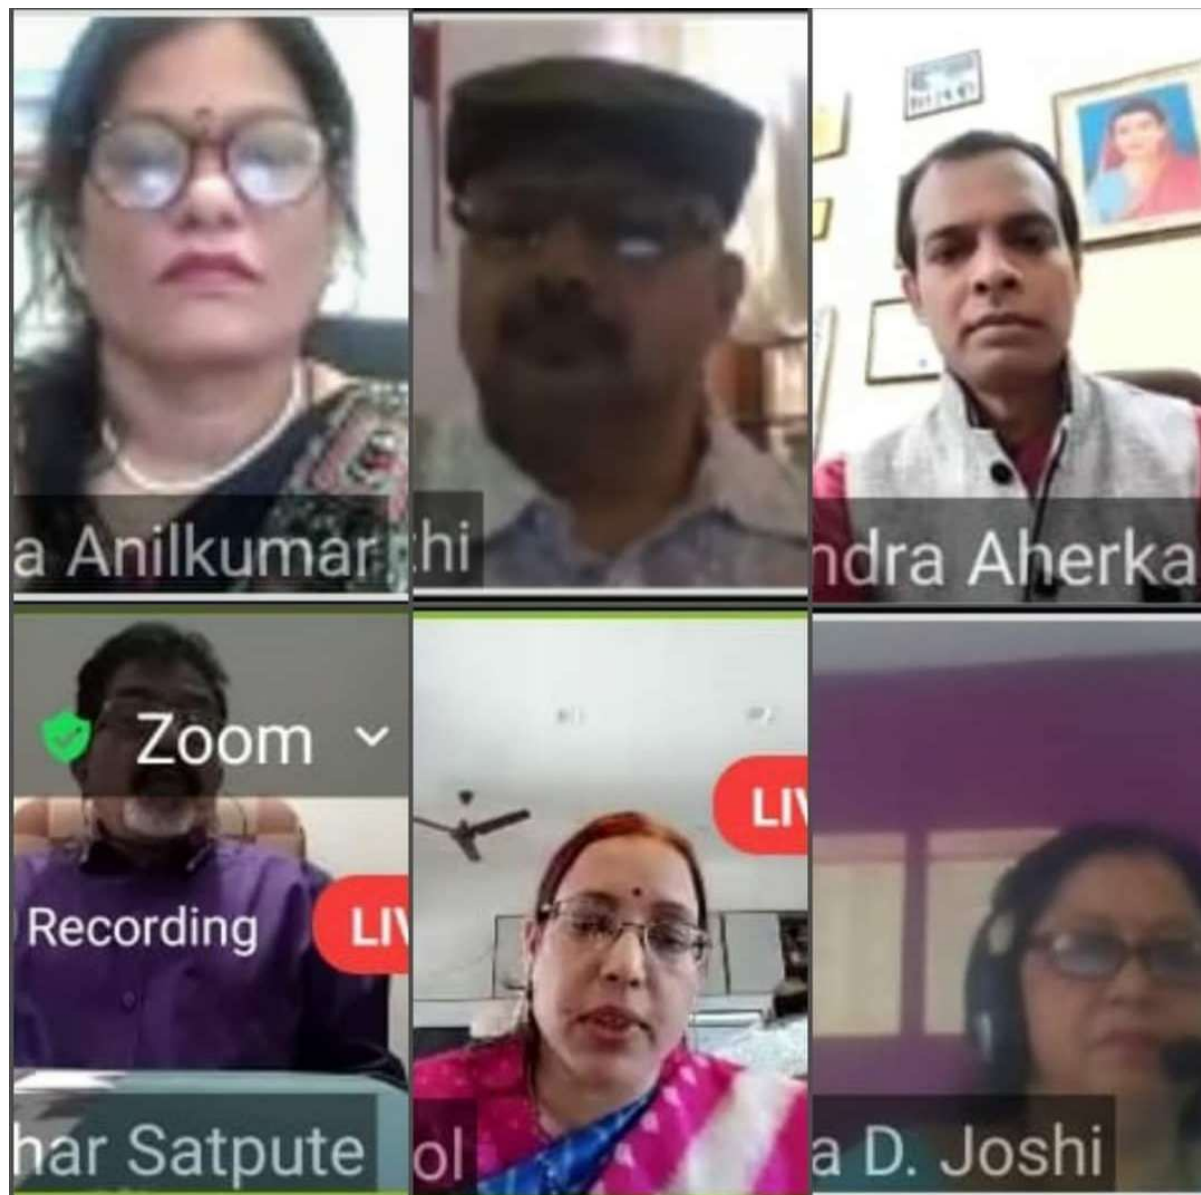 a Anilkumar
hi
ndra Aherka
Zoom
Recording
LIV
LIV
har Satpute
ol
a D. Joshi